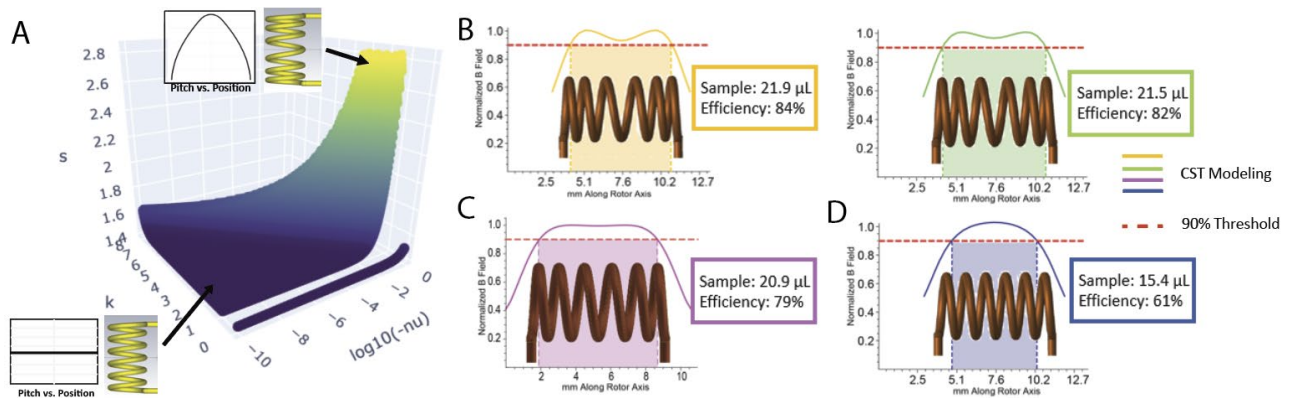 A
Pitch vs. Position
2.8
2.6
2.4
2.2
2
1.8
1.6
1.4
s
8
7
6
5
4
3
2
1
0
k
−10
−8
−6
−4
−2
0
log10(-nu)
Pitch vs. Position
B
Normalized B Field
1.0
0.8
0.6
0.4
0.2
2.5 5.1 7.6 10.2 12.7
mm Along Rotor Axis
Sample: 21.9 µL
Efficiency: 84%
Normalized B Field
1.0
0.8
0.6
0.4
0.2
2.5 5.1 7.6 10.2 12.7
mm Along Rotor Axis
Sample: 21.5 µL
Efficiency: 82%
CST Modeling
90% Threshold
C
Normalized B Field
1.0
0.8
0.6
0.4
0.2
2 4 6 8 10
mm Along Rotor Axis
Sample: 20.9 µL
Efficiency: 79%
D
Normalized B Field
1.0
0.8
0.6
0.4
0.2
2.5 5.1 7.6 10.2 12.7
mm Along Rotor Axis
Sample: 15.4 µL
Efficiency: 61%